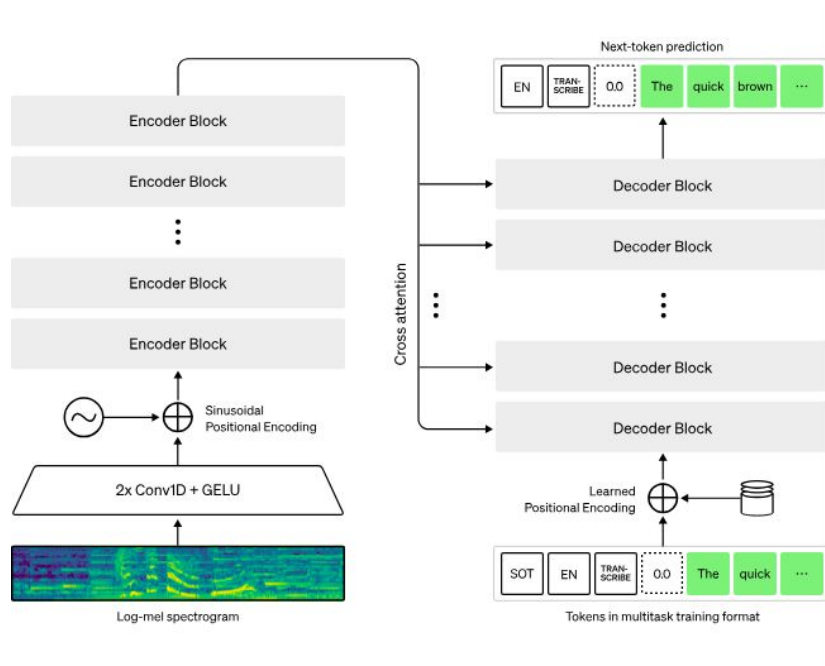 Encoder Block
Encoder Block
Encoder Block
Encoder Block
Sinusoidal
Positional Encoding
2x Conv1D + GELU
Log-mel spectrogram
Cross attention
Next-token prediction
EN TRAN-
SCRIBE 0.0 The quick brown ...
Decoder Block
Decoder Block
Decoder Block
Decoder Block
Learned
Positional Encoding
SOT EN TRAN-
SCRIBE 0.0 The quick ...
Tokens in multitask training format